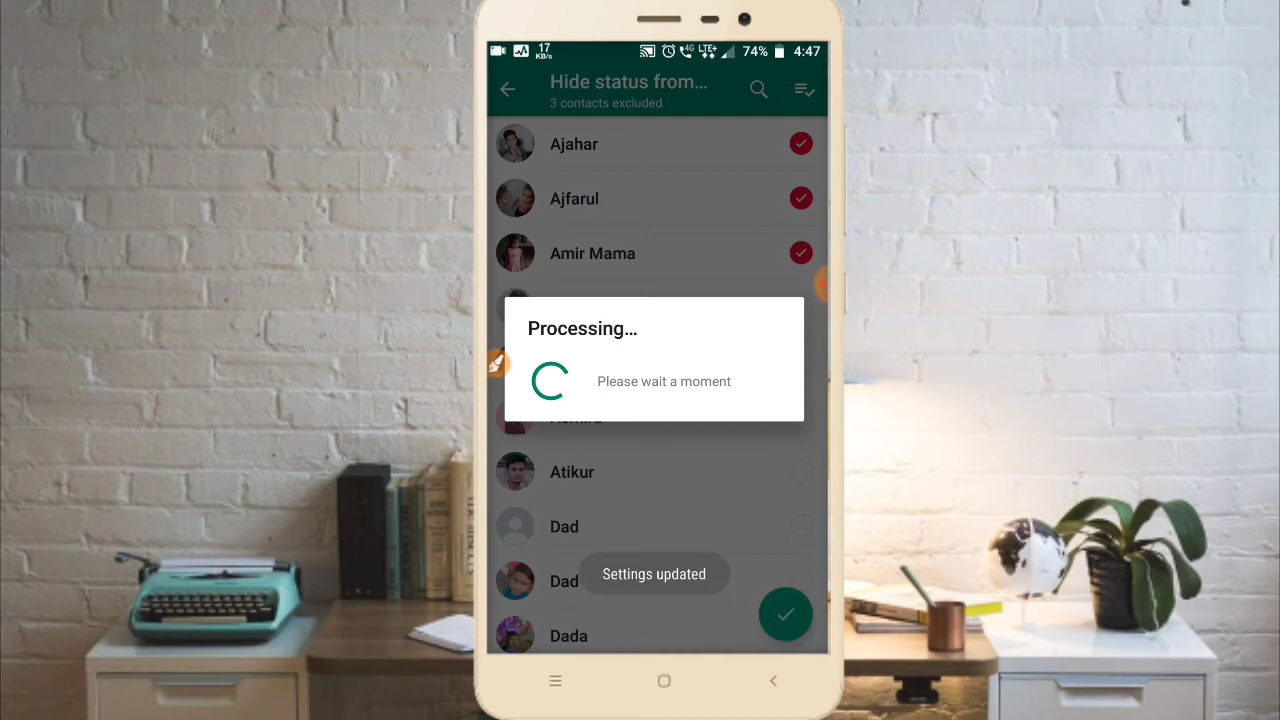 17
KB/s
4G
LTE+
74%
4:47
Hide status from...
3 contacts excluded
Ajahar
Ajfarul
Amir Mama
Processing...
Please wait a moment
Atikur
Dad
Dad
Settings updated
Dada